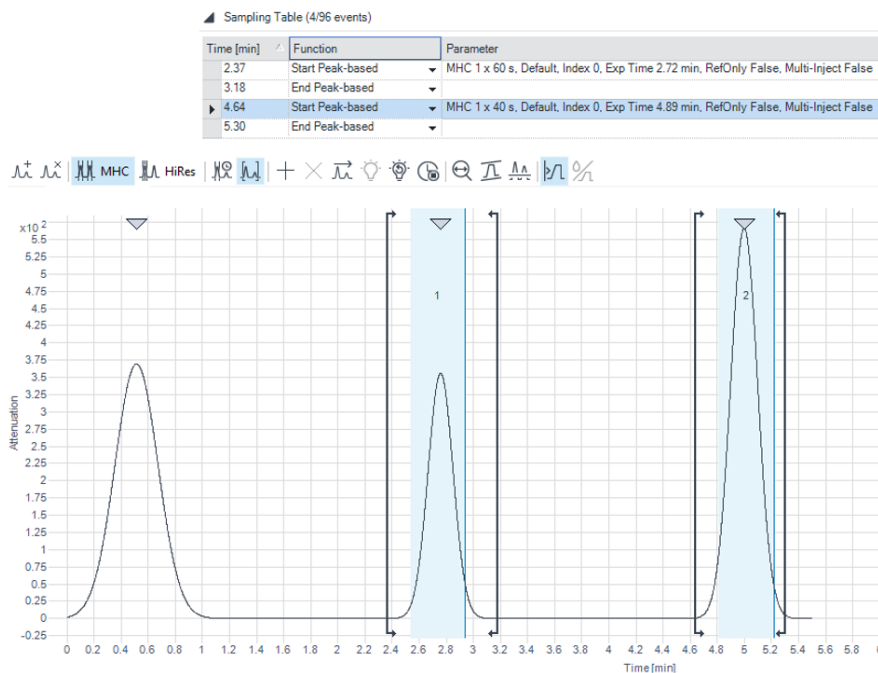 Sampling Table (4/96 events)
Time [min] Function Parameter
2.37 Start Peak-based MHC 1 x 60 s, Default, Index 0, Exp Time 2.72 min, RefOnly False, Multi-Inject False
3.18 End Peak-based
4.64 Start Peak-based MHC 1 x 40 s, Default, Index 0, Exp Time 4.89 min, RefOnly False, Multi-Inject False
5.30 End Peak-based
MHC HiRes
x10 2
5.5
5.25
5
4.75
4.5
4.25
4
3.75
3.5
3.25
3
2.75
2.5
2.25
2
1.75
1.5
1.25
1
0.75
0.5
0.25
0
-0.25
Attenuation
1
2
0 0.2 0.4 0.6 0.8 1 1.2 1.4 1.6 1.8 2 2.2 2.4 2.6 2.8 3 3.2 3.4 3.6 3.8 4 4.2 4.4 4.6 4.8 5 5.2 5.4 5.6 5.8
Time [min]